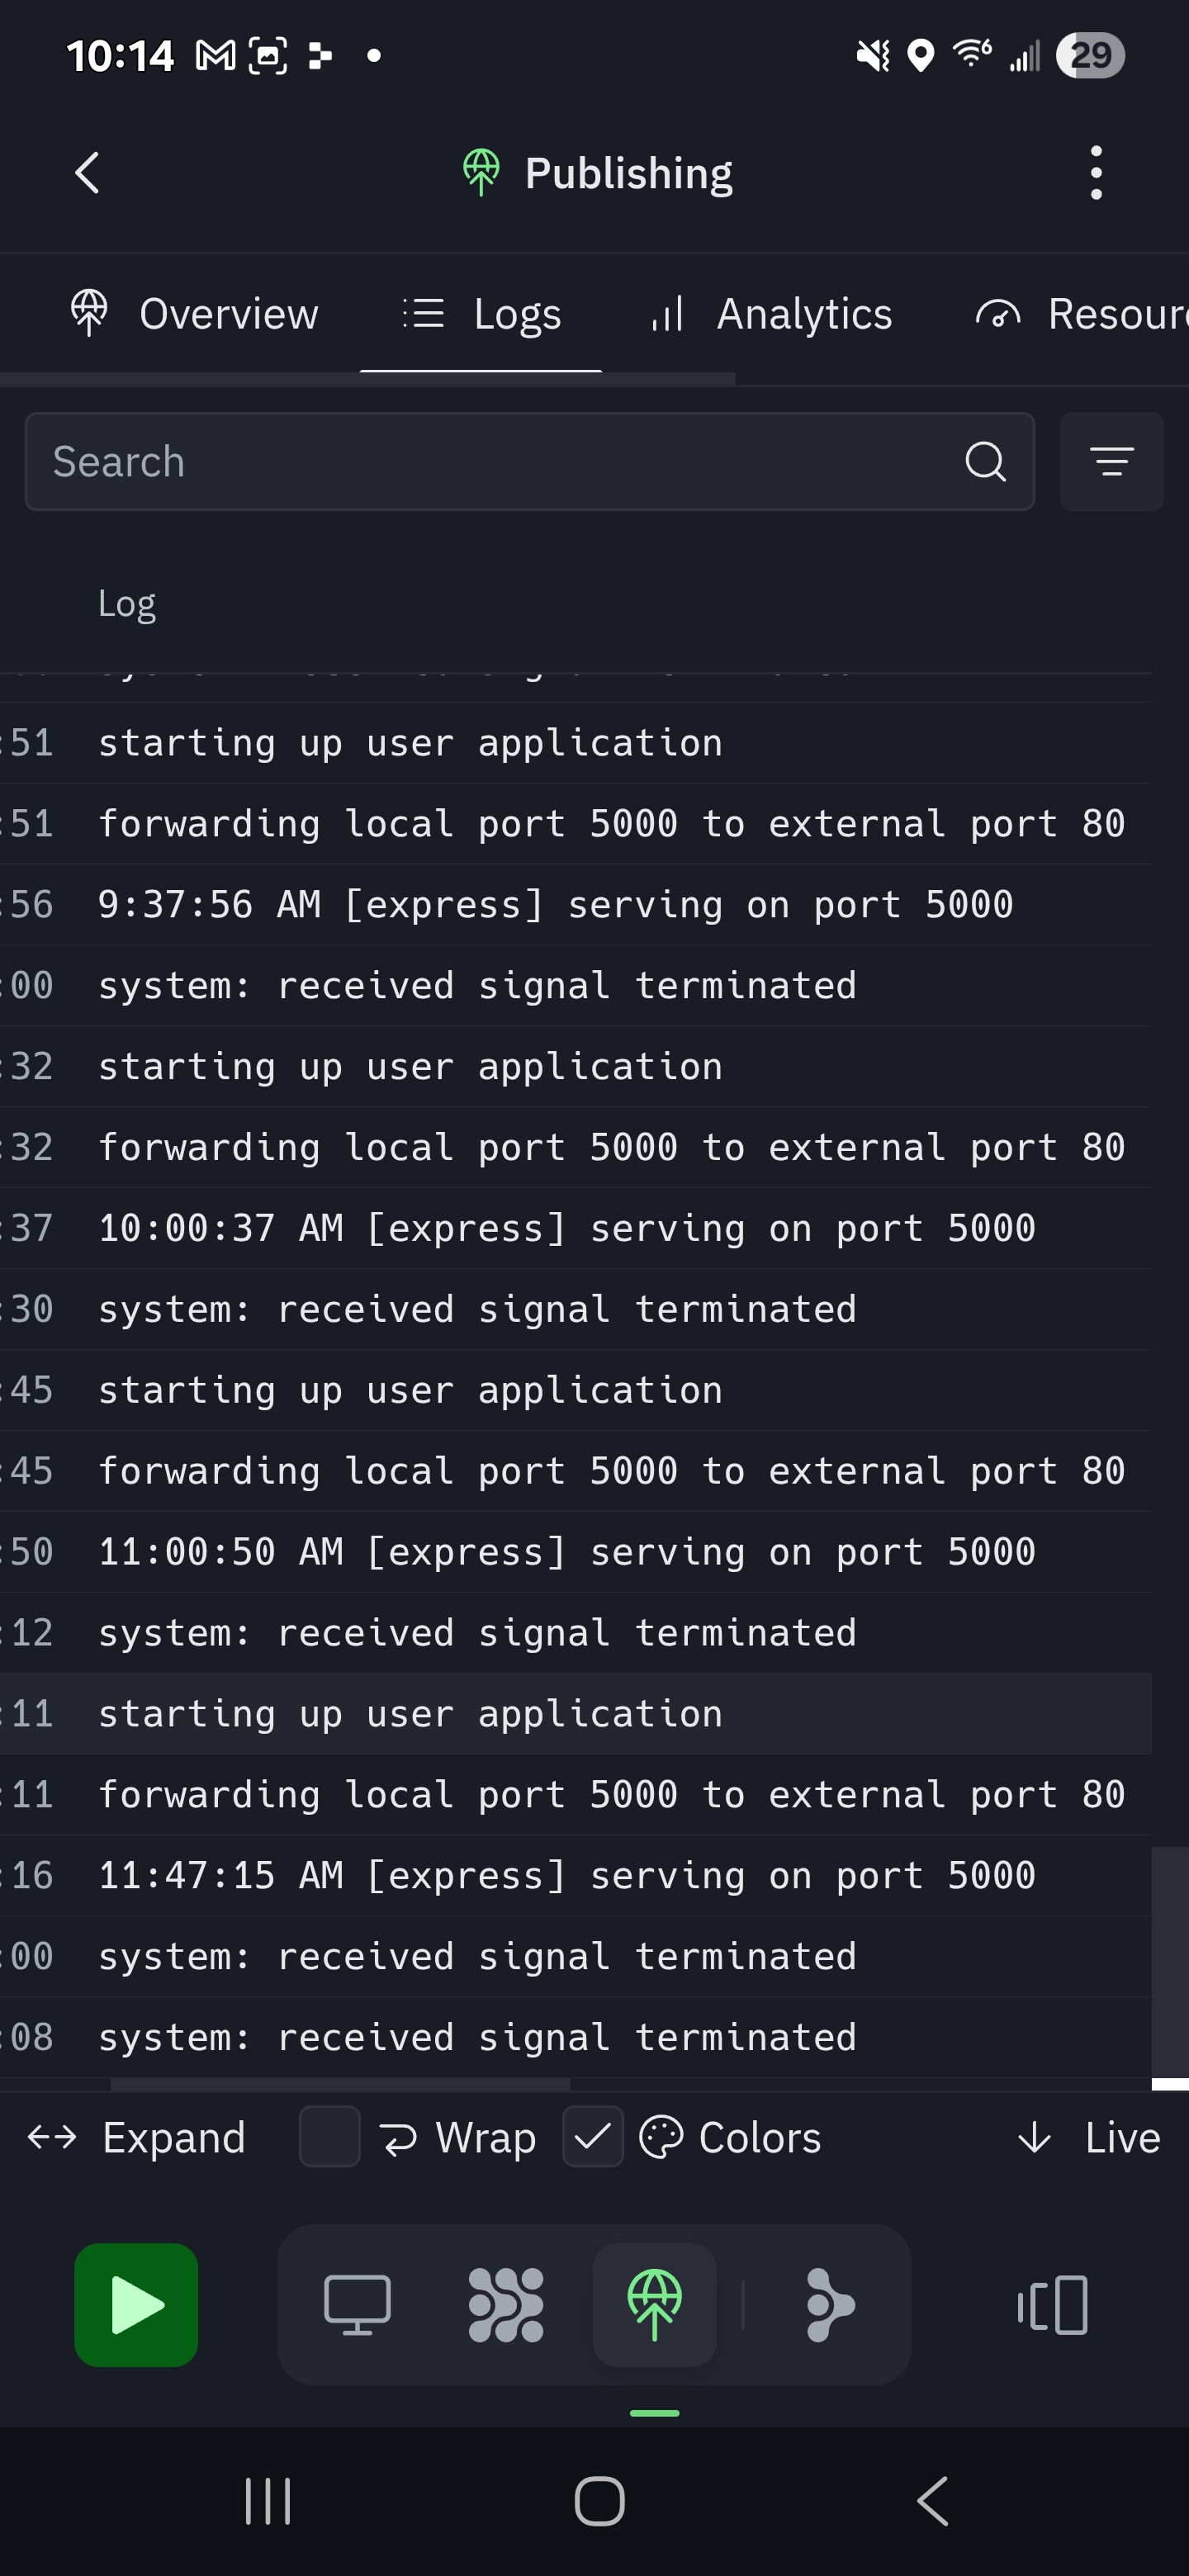 10:14
29
Publishing
Overview Logs Analytics Resour
Search
Log
:51 starting up user application
:51 forwarding local port 5000 to external port 80
:56 9:37:56 AM [express] serving on port 5000
:00 system: received signal terminated
:32 starting up user application
:32 forwarding local port 5000 to external port 80
:37 10:00:37 AM [express] serving on port 5000
:30 system: received signal terminated
:45 starting up user application
:45 forwarding local port 5000 to external port 80
:50 11:00:50 AM [express] serving on port 5000
:12 system: received signal terminated
:11 starting up user application
:11 forwarding local port 5000 to external port 80
:16 11:47:15 AM [express] serving on port 5000
:00 system: received signal terminated
:08 system: received signal terminated
Expand Wrap Colors Live